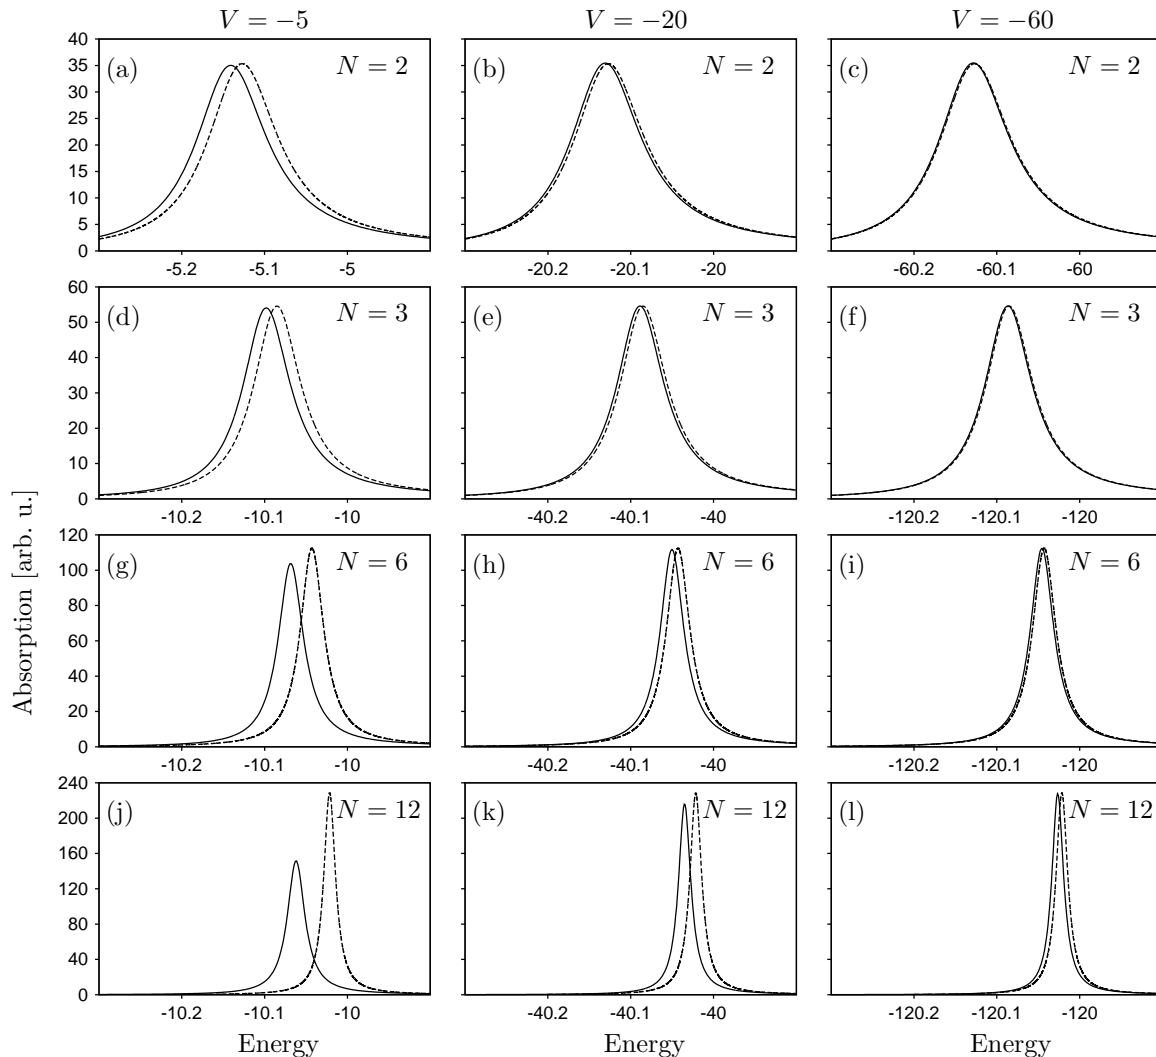 V = −5 V = −20 V = −60
(a) N = 2 (b) N = 2 (c) N = 2
40
35
30
25
20
15
10
5
0
-5.2 -5.1 -5 -20.2 -20.1 -20 -60.2 -60.1 -60
(d) N = 3 (e) N = 3 (f) N = 3
60
50
40
30
20
10
0
-10.2 -10.1 -10 -40.2 -40.1 -40 -120.2 -120.1 -120
Absorption [arb. u.]
(g) N = 6 (h) N = 6 (i) N = 6
120
100
80
60
40
20
0
-10.2 -10.1 -10 -40.2 -40.1 -40 -120.2 -120.1 -120
(j) N = 12 (k) N = 12 (l) N = 12
240
200
160
120
80
40
0
-10.2 -10.1 -10 -40.2 -40.1 -40 -120.2 -120.1 -120
Energy Energy Energy